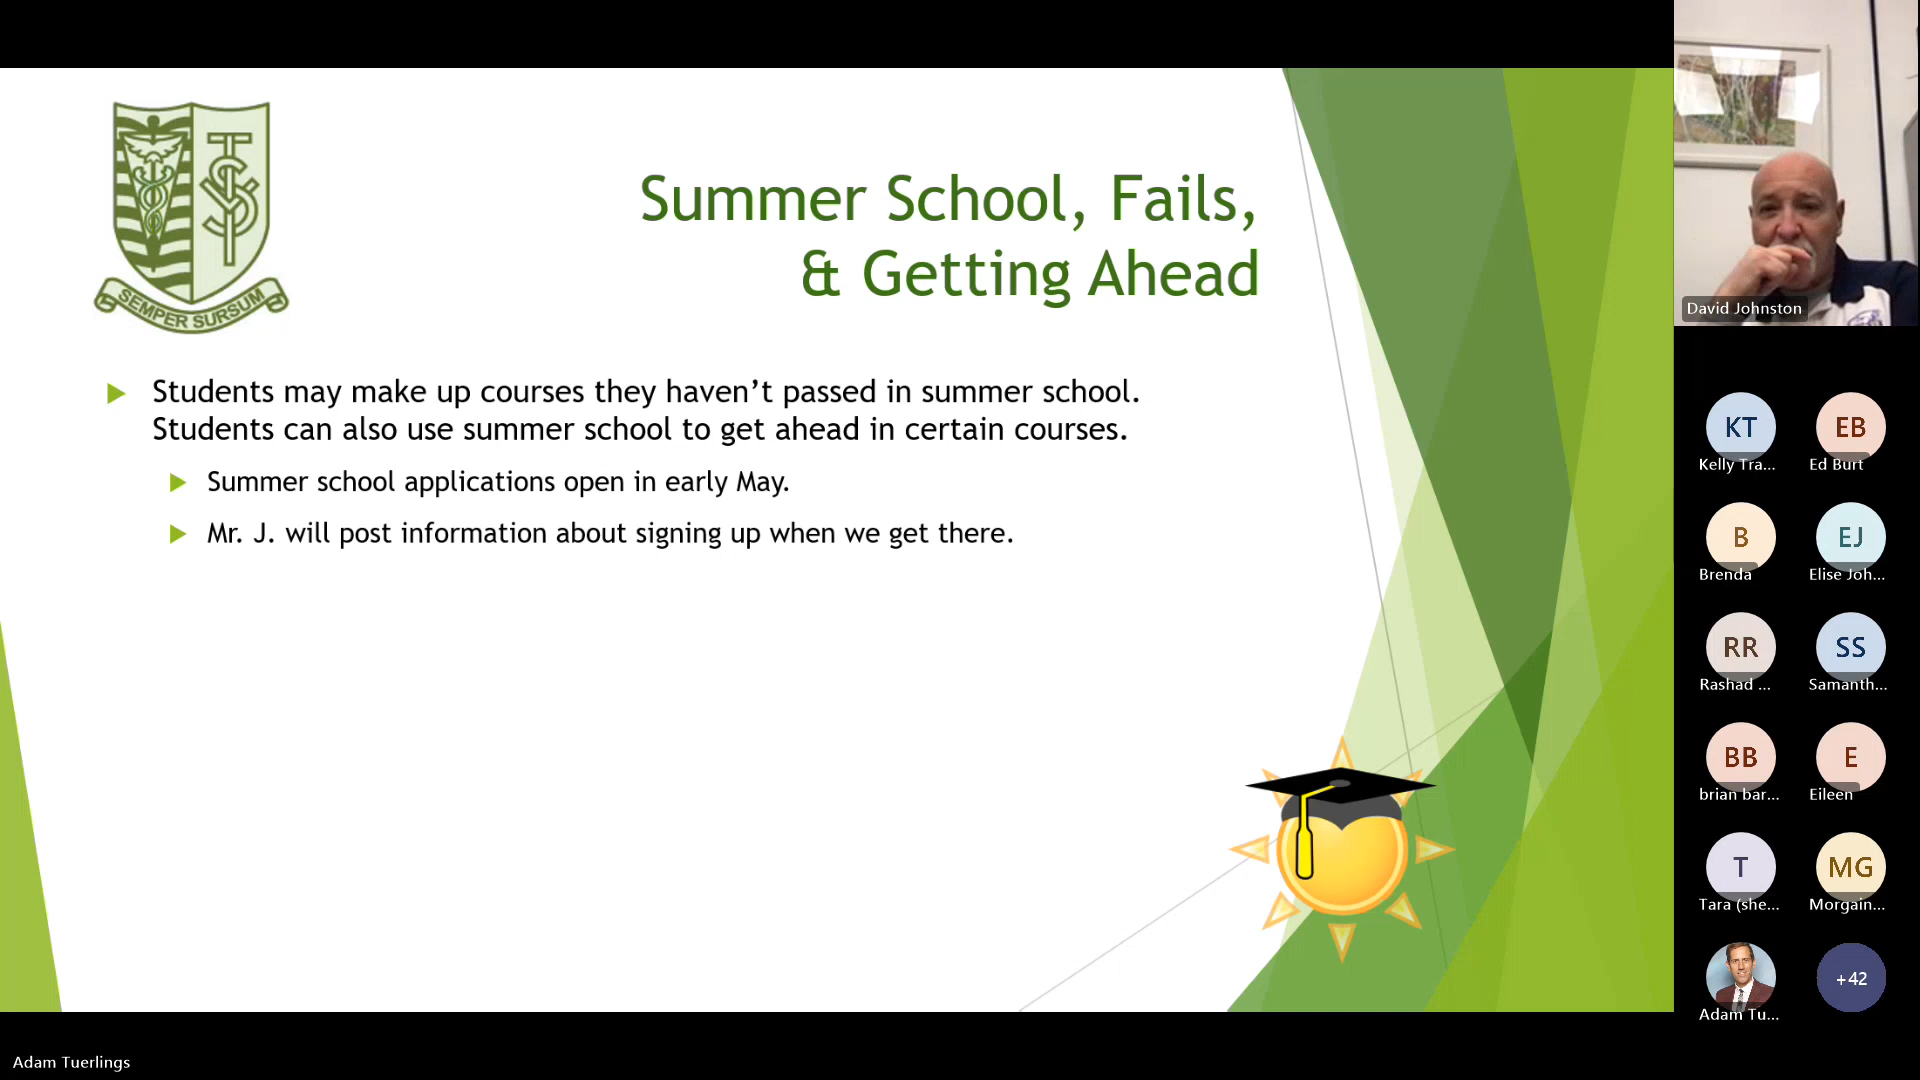 SEMPER SURSUM
Summer School, Fails,
& Getting Ahead
Students may make up courses they haven’t passed in summer school.
Students can also use summer school to get ahead in certain courses.
Summer school applications open in early May.
Mr. J. will post information about signing up when we get there.
David Johnston
KT
EB
Kelly Tra...
Ed Burt
B
EJ
Brenda
Elise Joh...
RR
SS
Rashad ...
Samanth...
BB
E
brian bar...
Eileen
T
MG
Tara (she...
Morgain...
+42
Adam Tu...
Adam Tuerlings